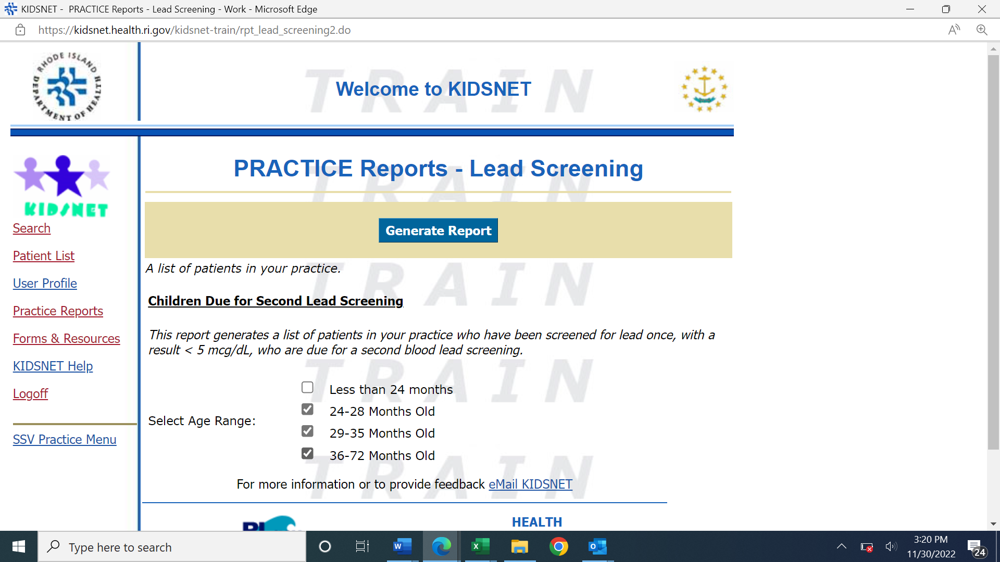 KIDSNET -  PRACTICE Reports - Lead Screening - Work - Microsoft Edge
https://kidsnet.health.ri.gov/kidsnet-train/rpt_lead_screening2.do
RHODE ISLAND
DEPARTMENT OF HEALTH
TRAIN
Welcome to KIDSNET
KIDSNET
Search
Patient List
User Profile
Practice Reports
Forms & Resources
KIDSNET Help
Logoff
SSV Practice Menu
PRACTICE Reports - Lead Screening
TRAIN
Generate Report
A list of patients in your practice.
TRAIN
Children Due for Second Lead Screening
This report generates a list of patients in your practice who have been screened for lead once, with a
result < 5 mcg/dL, who are due for a second blood lead screening.
TRAIN
Select Age Range:
Less than 24 months
24-28 Months Old
29-35 Months Old
36-72 Months Old
TRAIN
For more information or to provide feedback eMail KIDSNET
HEALTH
Type here to search
3:20 PM
11/30/2022
24